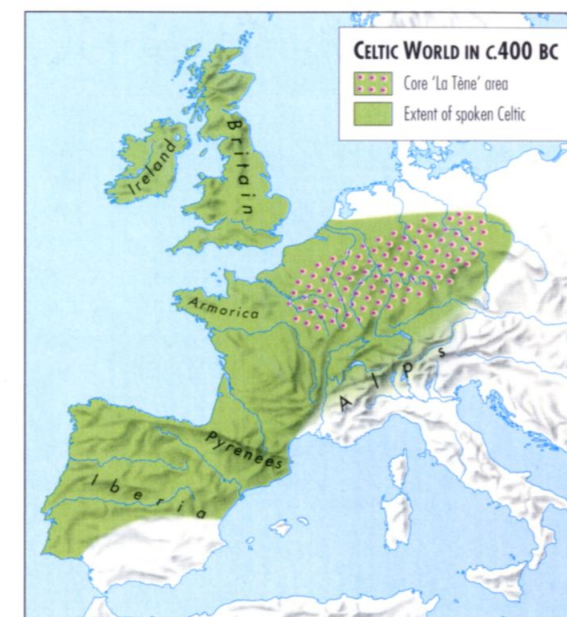 CELTIC WORLD IN C.400 BC
Core 'La Tène' area
Extent of spoken Celtic
Britain
Ireland
Armorica
Alps
Pyrenees
Iberia